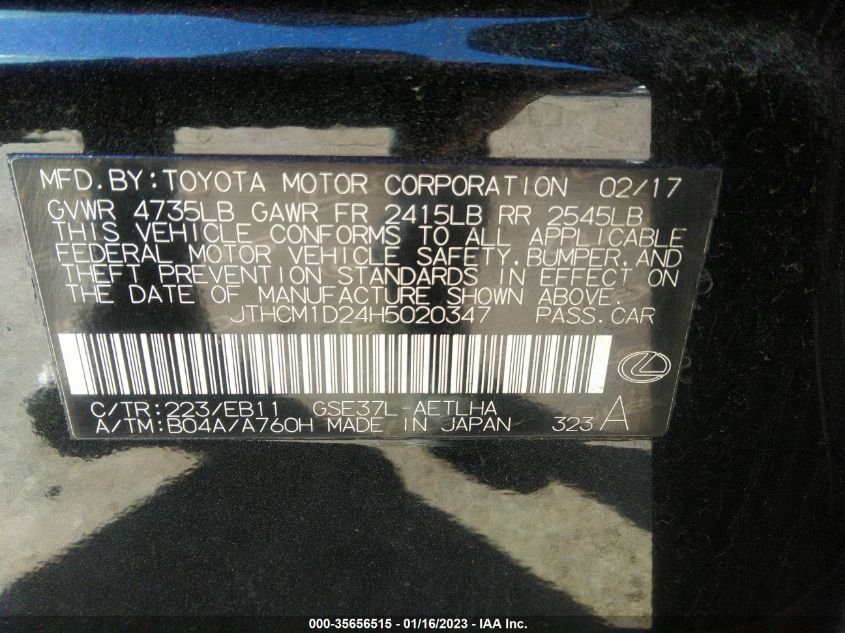 MFD.BY:TOYOTA MOTOR CORPORATION 02/17
GVWR 4735LB GAWR FR 2415LB RR 2545LB
THIS VEHICLE CONFORMS TO ALL APPLICABLE
FEDERAL MOTOR VEHICLE SAFETY,BUMPER,AND
THEFT PREVENTION STANDARDS IN EFFECT ON
THE DATE OF MANUFACTURE SHOWN ABOVE.
JTHCM1D24H5020347 PASS.CAR
C/TR:223/EB11 GSE37L-AETLHA
A/TM:B04A/A760H MADE IN JAPAN 323 A
000-35656515 - 01/16/2023 - IAA Inc.